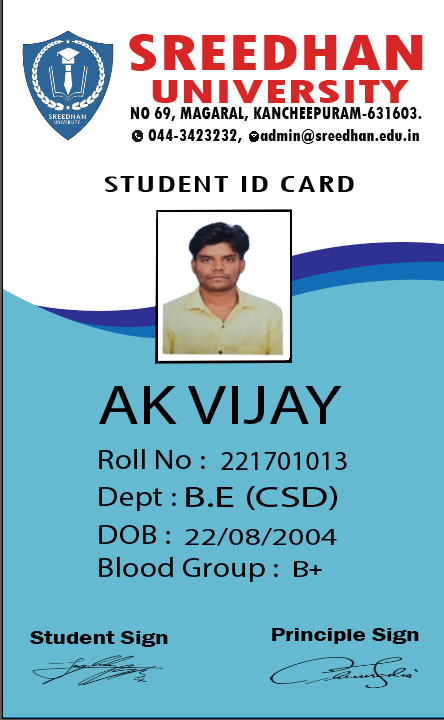 SREEDHAN
UNIVERSITY
SREEDHAN
UNIVERSITY
NO 69, MAGARAL, KANCHEEPURAM-631603.
044-3423232, admin@sreedhan.edu.in
STUDENT ID CARD
AK VIJAY
Roll No : 221701013
Dept : B.E (CSD)
DOB : 22/08/2004
Blood Group : B+
Student Sign
Principle Sign